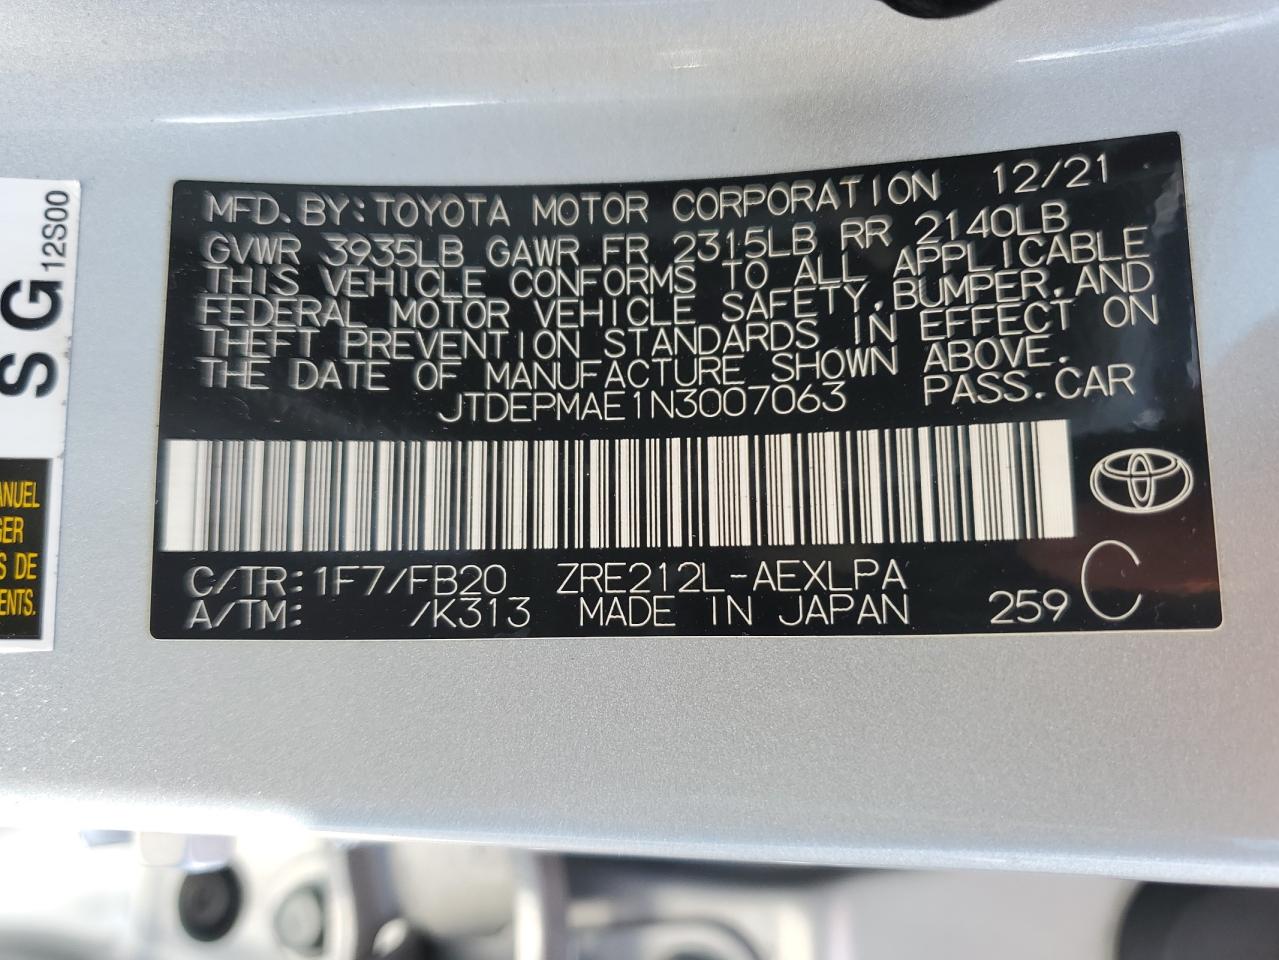 MFD.BY:TOYOTA MOTOR CORPORATION 12/21
GVWR 3935LB GAWR FR 2315LB RR 2140LB
THIS VEHICLE CONFORMS TO ALL APPLICABLE
FEDERAL MOTOR VEHICLE SAFETY,BUMPER,AND
THEFT PREVENTION STANDARDS IN EFFECT ON
THE DATE OF MANUFACTURE SHOWN ABOVE.
JTDEPMAE1N3007063 PASS.CAR
C/TR:1F7/FB20 ZRE212L-AEXLPA
A/TM: /K313 MADE IN JAPAN 259 C
SG
12S00
ANUEL
GER
S DE
ENTS.